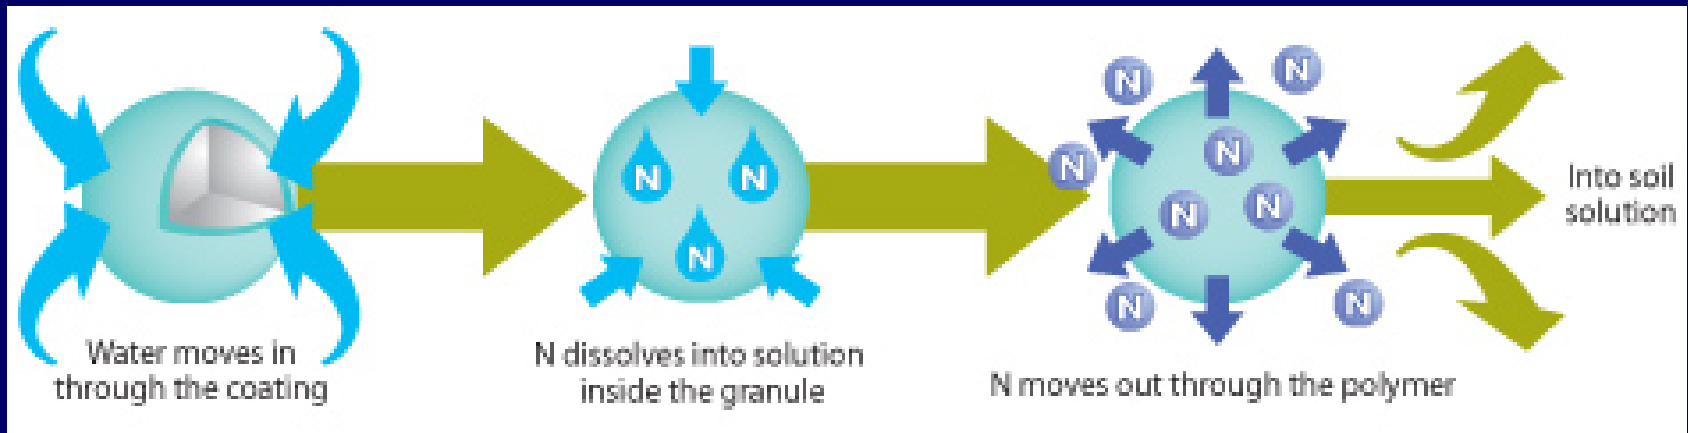 Water moves in
through the coating
N
N
N
N dissolves into solution
inside the granule
N
N
N
N
N
N
N
N
N moves out through the polymer
Into soil
solution